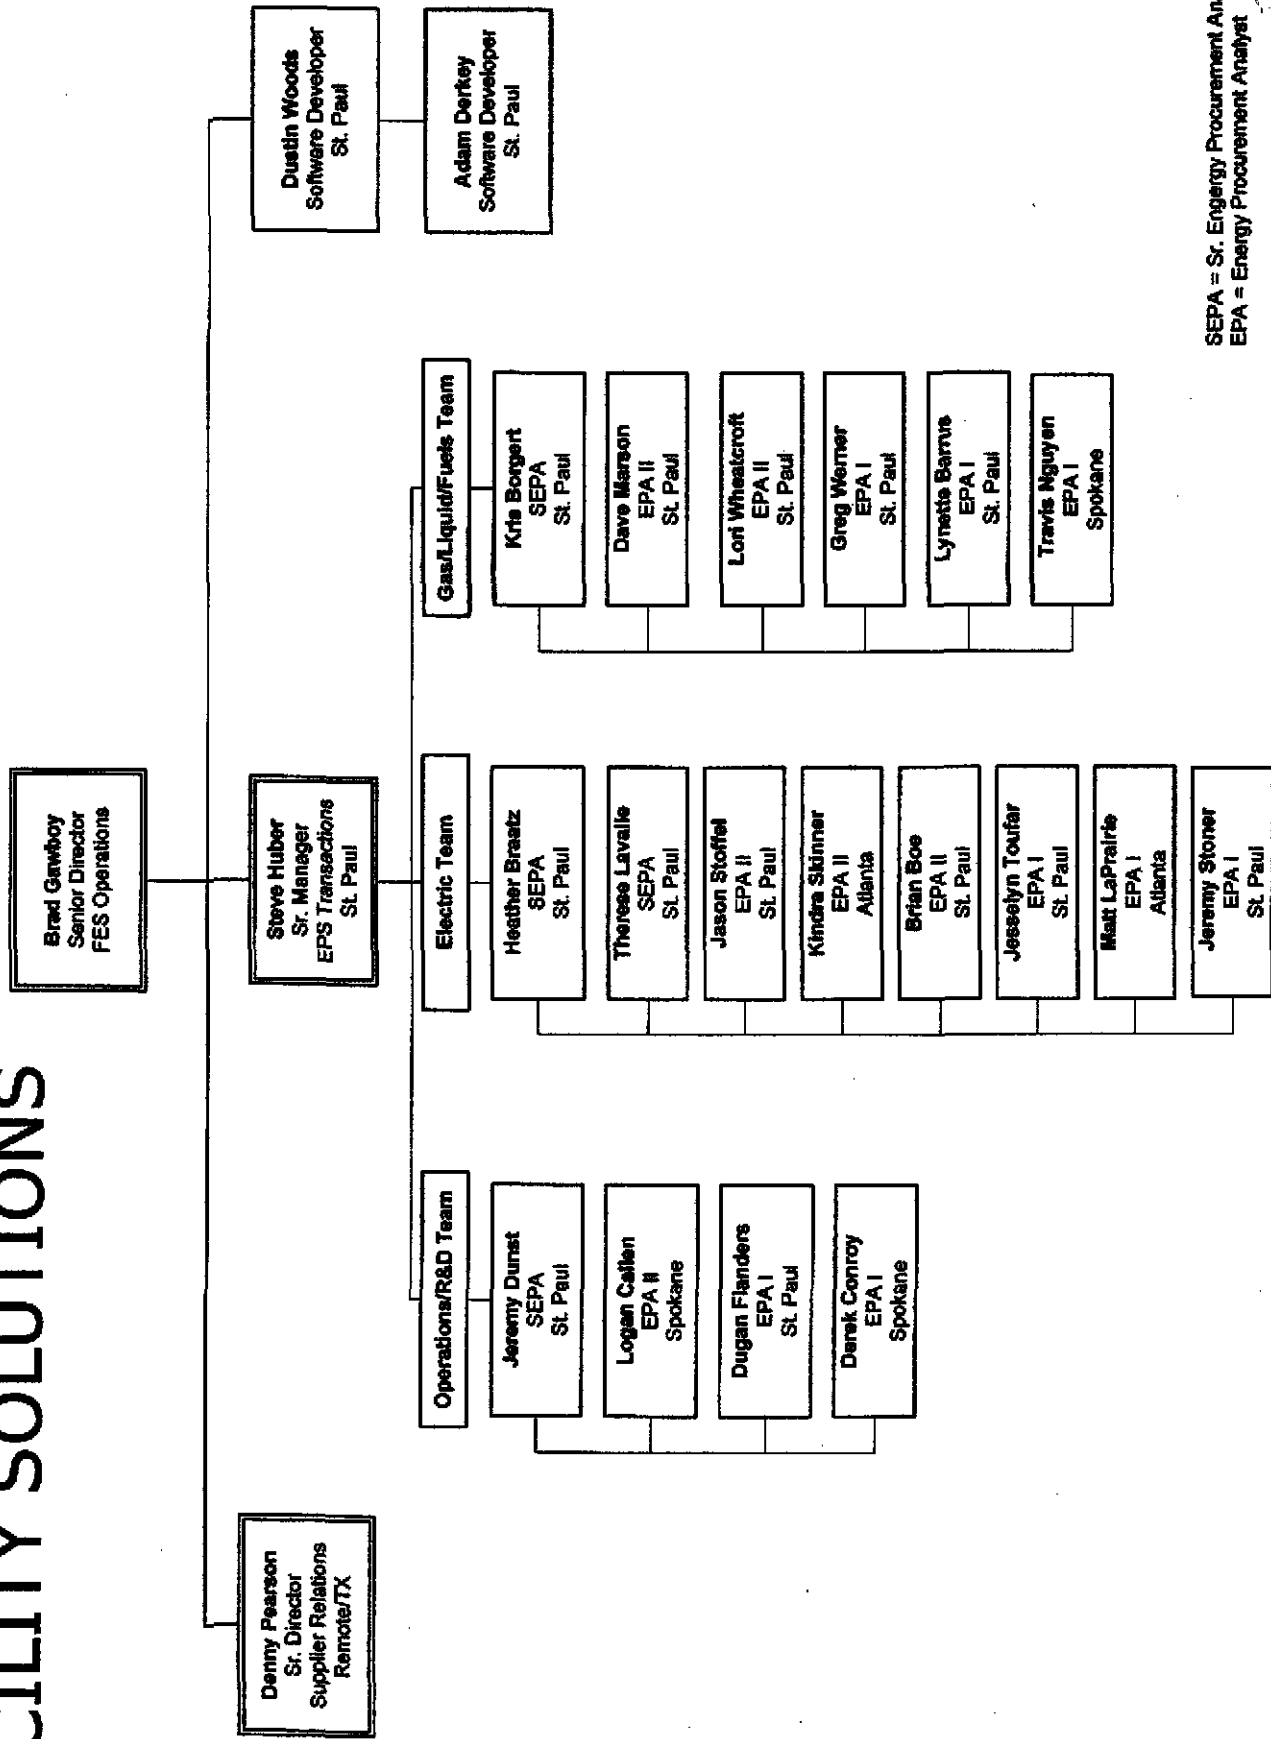 SOLUTIONS
Brad Gawboy
Senior Director
FES Operations
Denny Pearson
Sr. Director
Supplier Relations
Remote/TX
Steve Huber
Sr. Manager
EPS Transactions
St. Paul
Dustin Woods
Software Developer
St. Paul
Adam Derkey
Software Developer
St. Paul
Operations/R&D Team
Jeremy Dunst
SEPA
St. Paul
Logan Callen
EPA II
Spokane
Dugan Flanders
EPA I
St. Paul
Derek Conroy
EPA I
Spokane
Electric Team
Heather Braatz
SEPA
St. Paul
Therese Lavalle
SEPA
St. Paul
Jason Stoffel
EPA II
St. Paul
Kindra Skinner
EPA II
Atlanta
Brian Boe
EPA II
St. Paul
Jesselyn Toufar
EPA I
St. Paul
Matt LaPrairie
EPA I
Atlanta
Jeremy Stoner
EPA I
St. Paul
Gas/Liquid/Fuels Team
Kris Borgert
SEPA
St. Paul
Dave Marson
EPA II
St. Paul
Lori Wheatcroft
EPA II
St. Paul
Greg Werner
EPA I
St. Paul
Lynette Barrus
EPA I
St. Paul
Travis Nguyen
EPA I
Spokane
SEPA = Sr. Engergy Procurement An
EPA = Energy Procurement Analyst